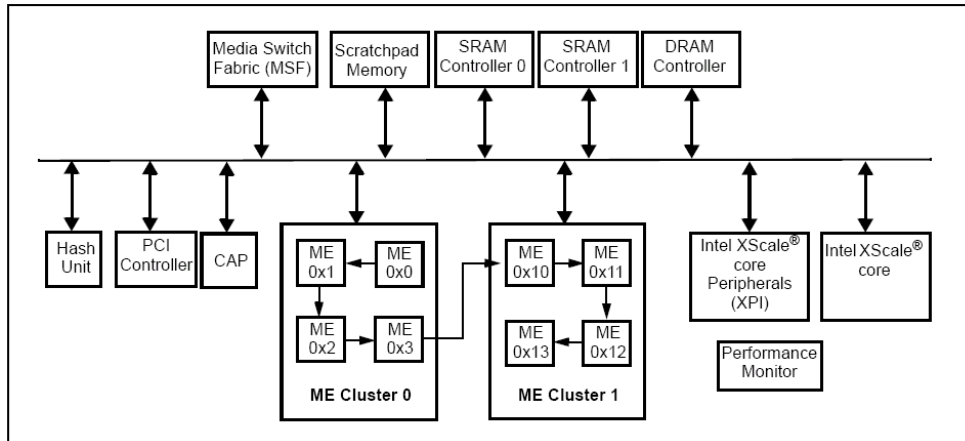 Media Switch
Fabric (MSF)
Scratchpad
Memory
SRAM
Controller 0
SRAM
Controller 1
DRAM
Controller
Hash
Unit
PCI
Controller
CAP
ME
0x1
ME
0x0
ME
0x2
ME
0x3
ME Cluster 0
ME
0x10
ME
0x11
ME
0x13
ME
0x12
ME Cluster 1
Intel XScale®
core
Peripherals
(XPI)
Intel XScale®
core
Performance
Monitor